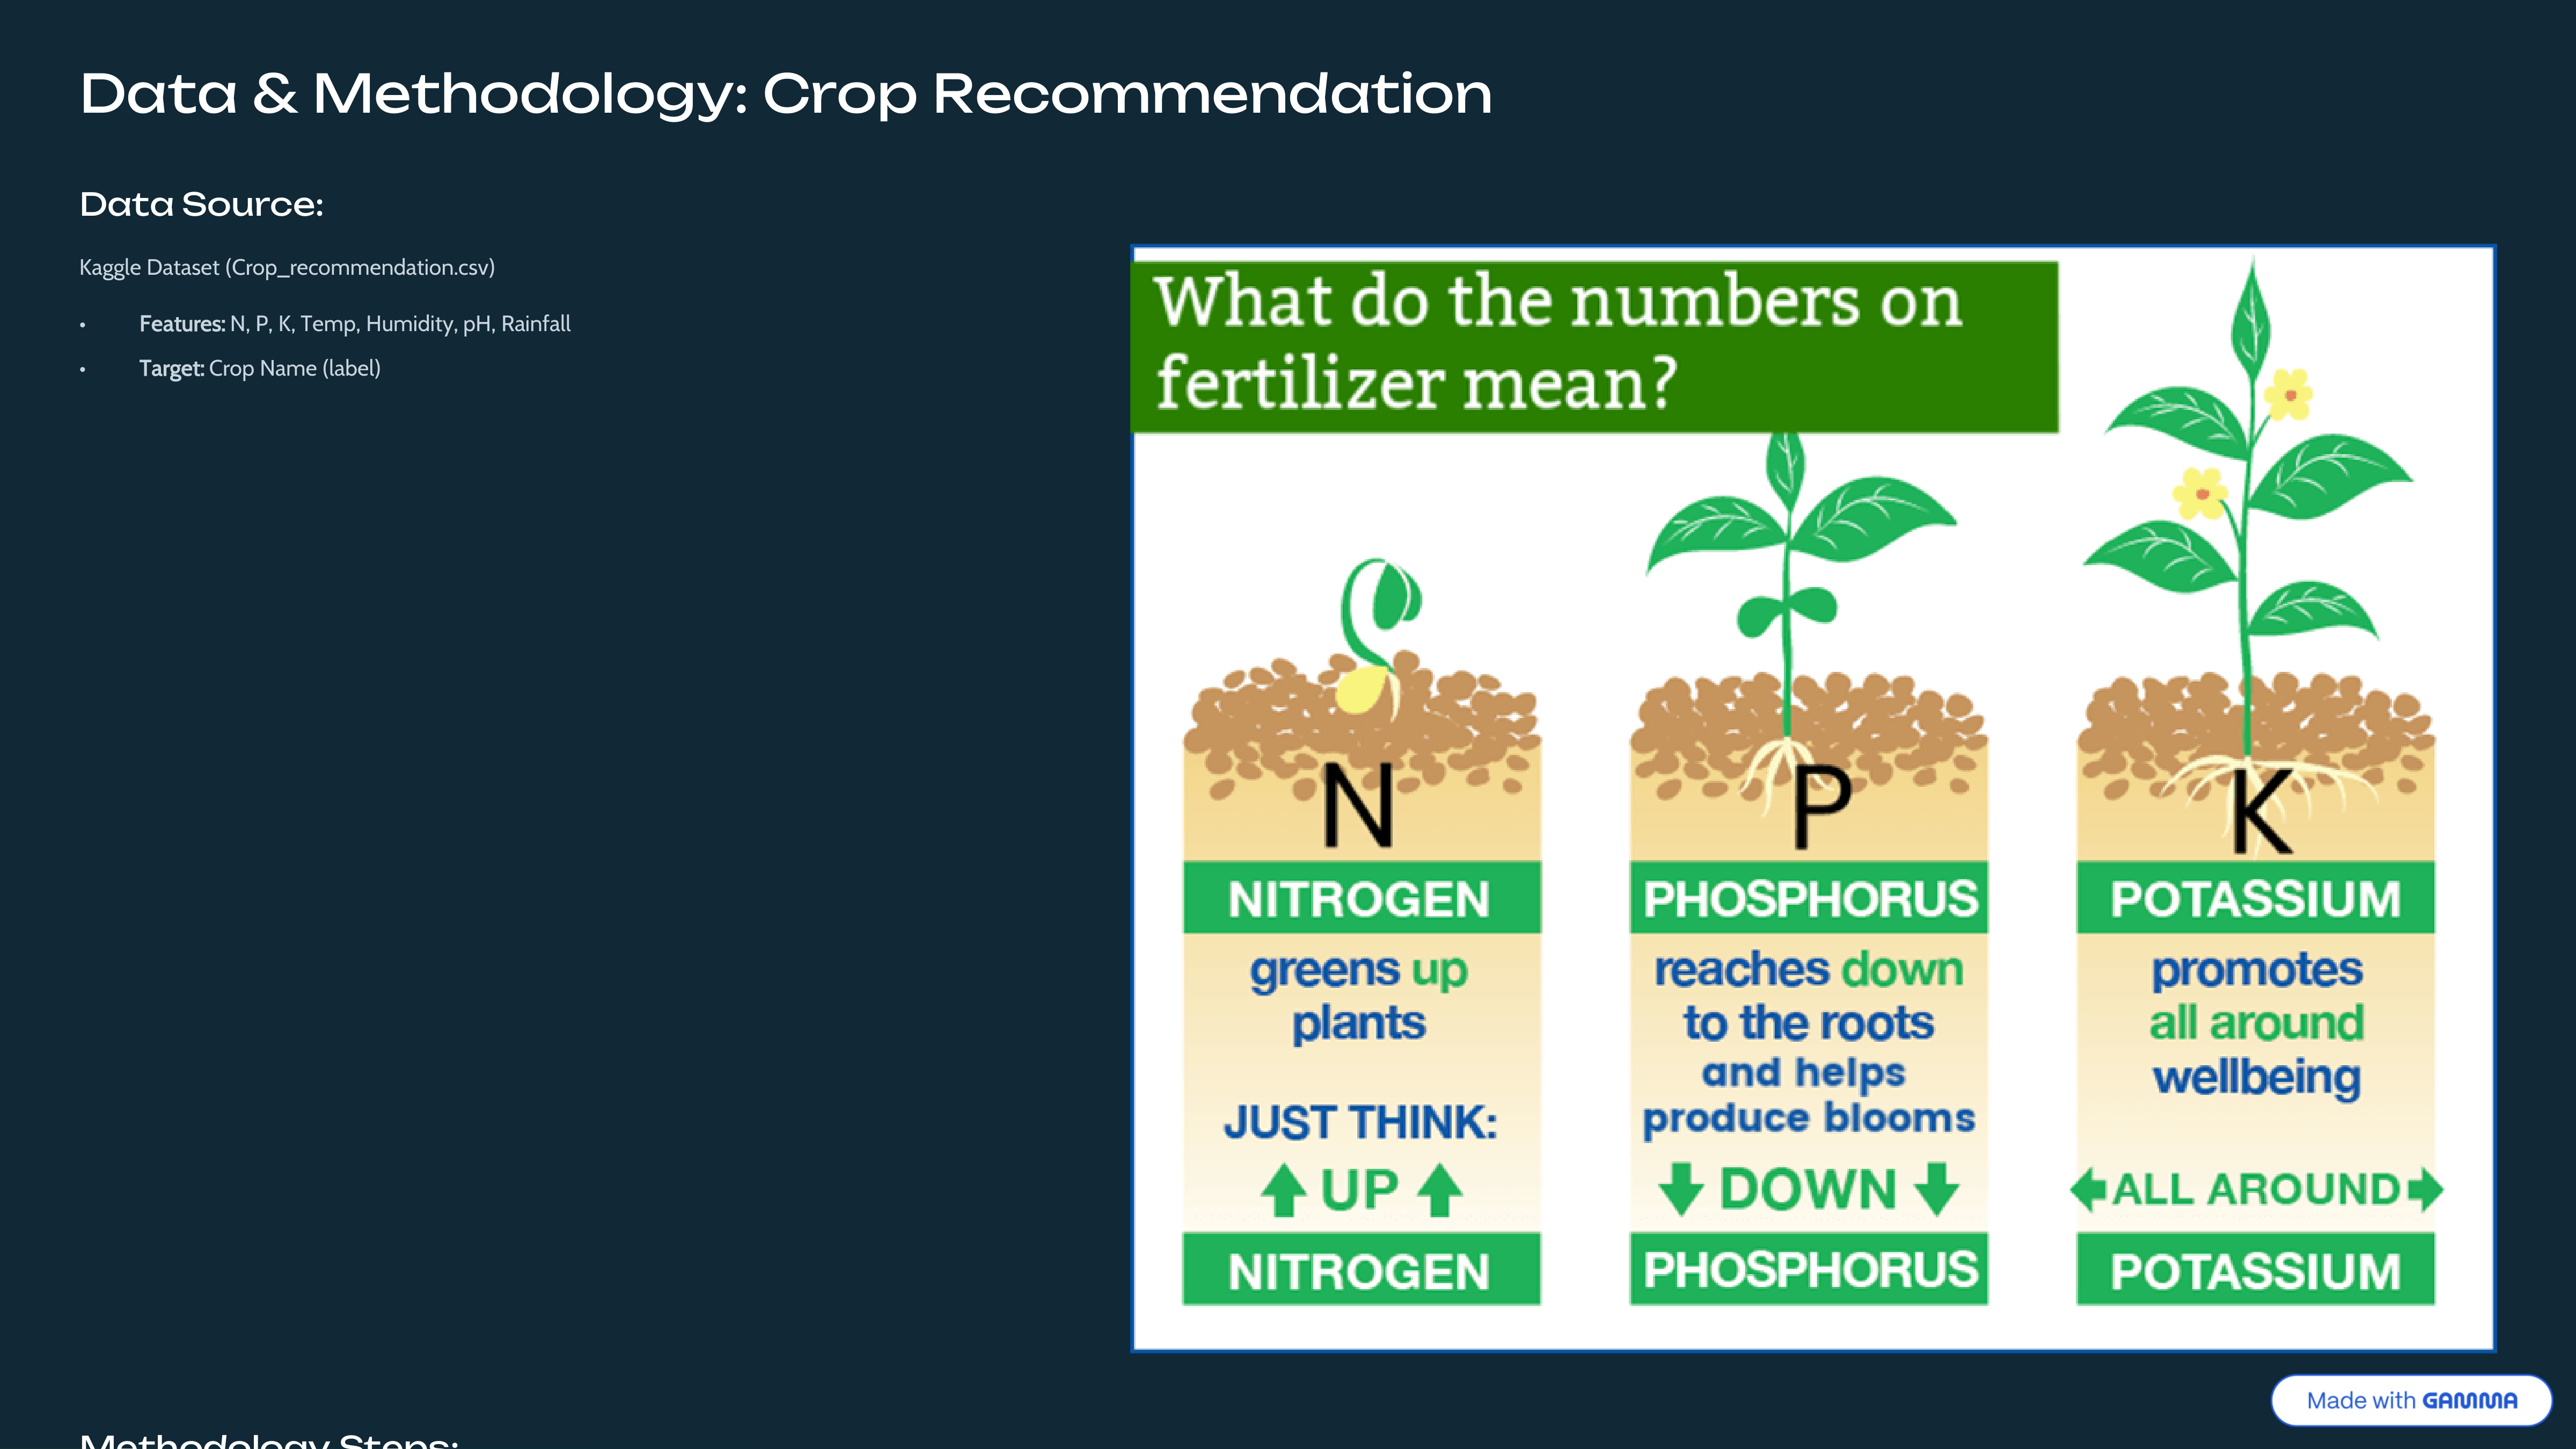 Data & Methodology: Crop Recommendation
Data Source:
Kaggle Dataset (Crop_recommendation.csv)
• Features: N, P, K, Temp, Humidity, pH, Rainfall
• Target: Crop Name (label)
What do the numbers on
fertilizer mean?
N
NITROGEN
greens up
plants
JUST THINK:
UP
NITROGEN
P
PHOSPHORUS
reaches down
to the roots
and helps
produce blooms
DOWN
PHOSPHORUS
K
POTASSIUM
promotes
all around
wellbeing
ALL AROUND
POTASSIUM
Methodology Steps:
Made with GAMMA